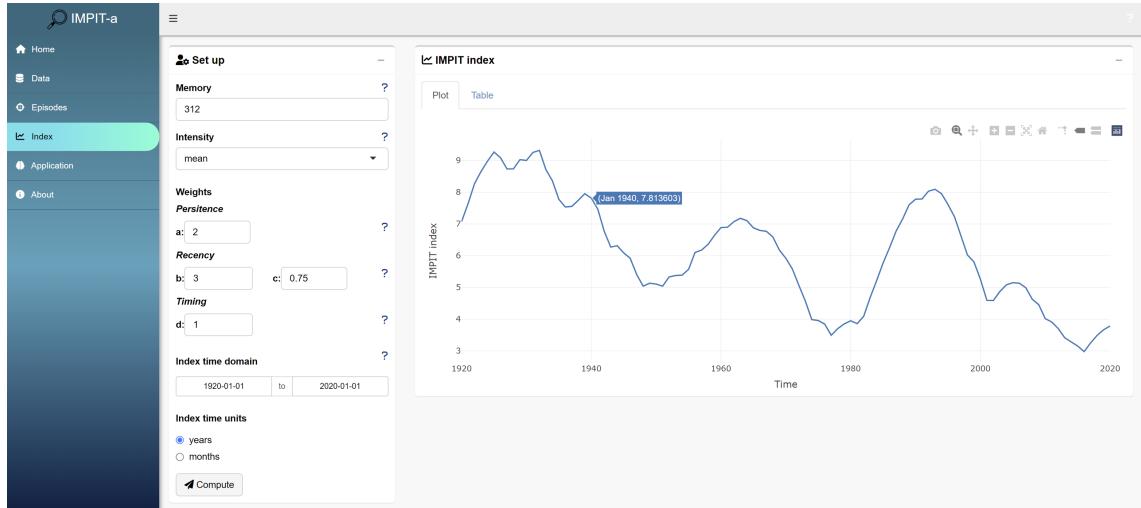 IMPIT-a
Home
Data
Episodes
Index
Application
About
Set up
Memory ?
312
Intensity ?
mean
Weights
Persitence
a: 2 ?
Recency
b: 3 c: 0.75 ?
Timing
d: 1 ?
Index time domain ?
1920-01-01 to 2020-01-01
Index time units
years
months
Compute
IMPIT index
Plot Table
9
8
7
6
5
4
3
IMPIT index
(Jan 1940, 7.813603)
1920 1940 1960 1980 2000 2020
Time
?